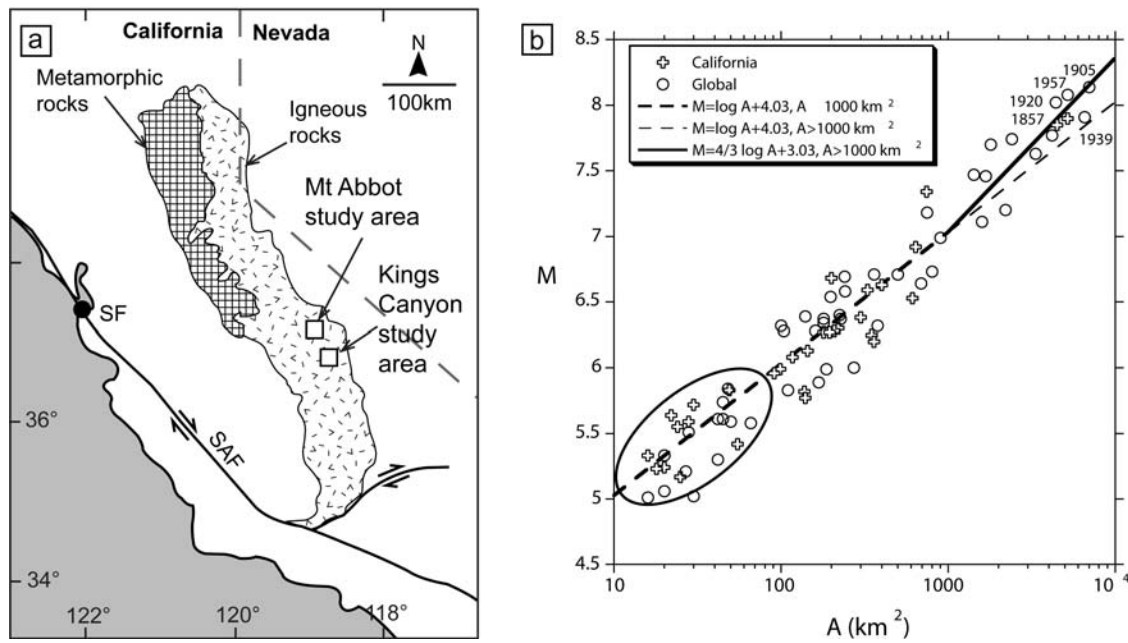 a
California
Nevada
N
100km
Metamorphic
rocks
Igneous
rocks
Mt Abbot
study area
Kings
Canyon
study
area
SF
SAF
36°
34°
122°
120°
118°
b
California
Global
M=log A+4.03, A 1000 km 2
M=log A+4.03, A>1000 km 2
M=4/3 log A+3.03, A>1000 km 2
1905
1957
1920
1857
1939
8.5
8
7.5
7
M
6.5
6
5.5
5
4.5
10
100
1000
10 4
A (km 2)